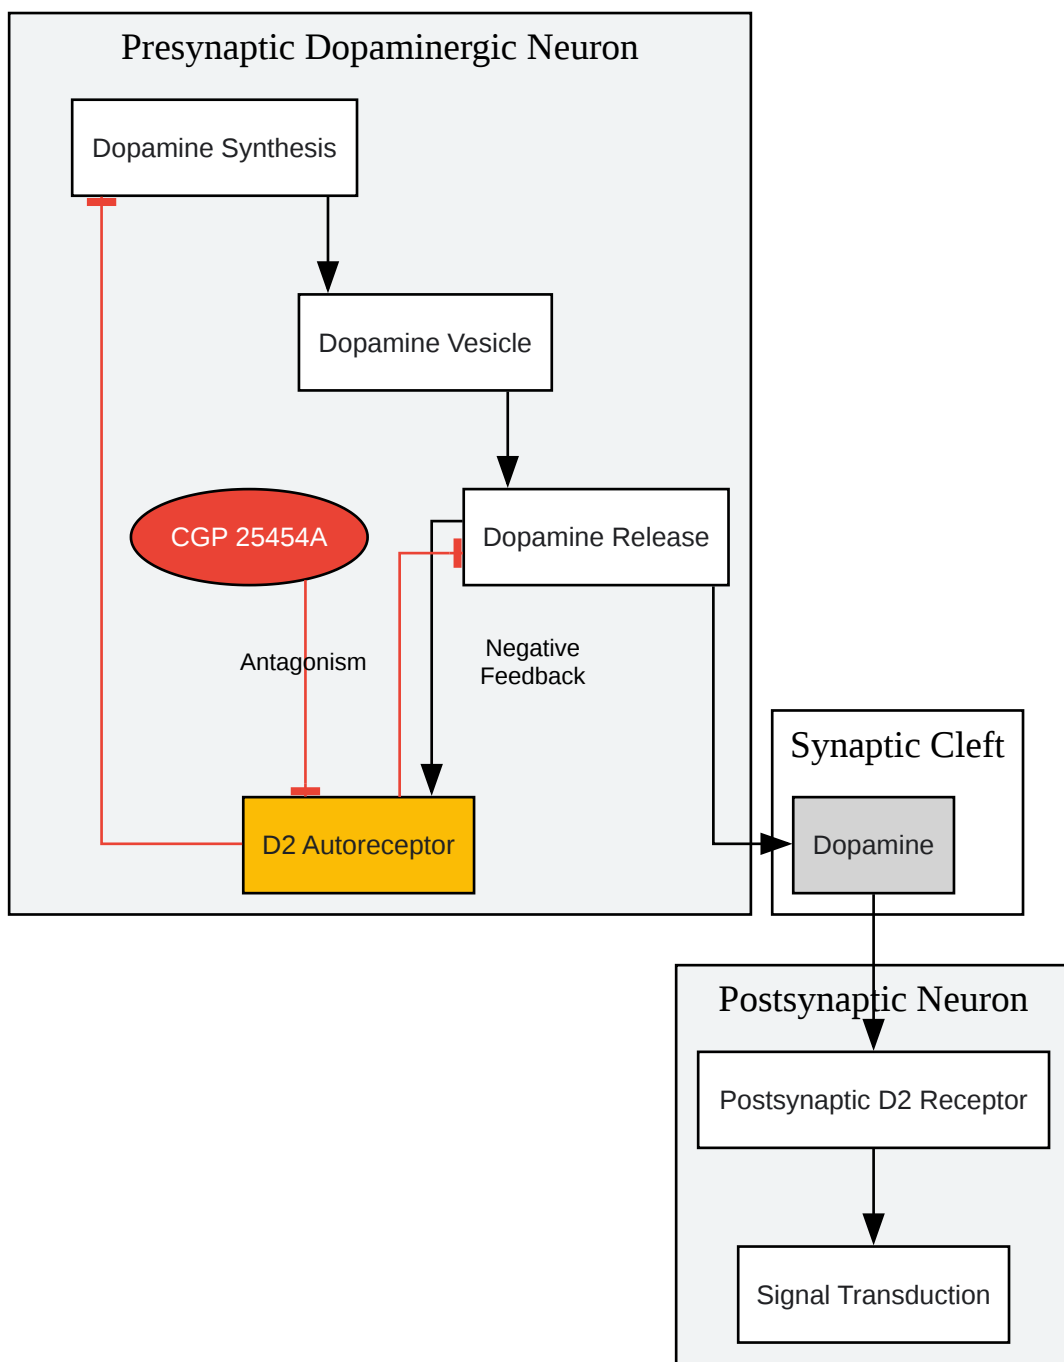 Presynaptic Dopaminergic Neuron
Dopamine Synthesis
Dopamine Vesicle
CGP 25454A
Dopamine Release
Antagonism
Negative
Feedback
D2 Autoreceptor
Synaptic Cleft
Dopamine
Postsynaptic Neuron
Postsynaptic D2 Receptor
Signal Transduction